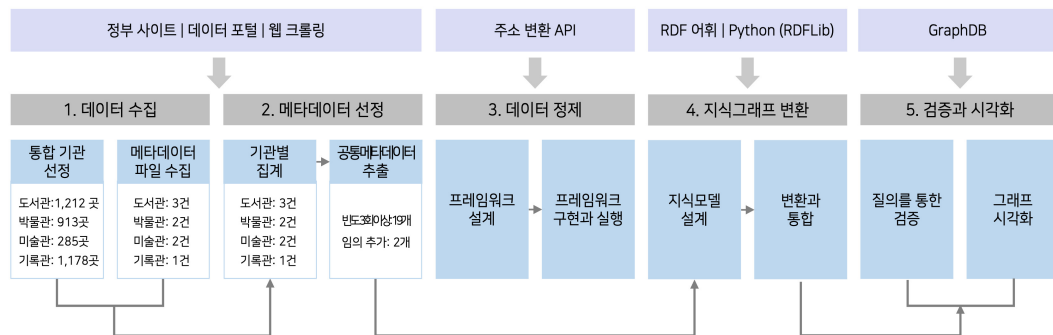 정부 사이트 | 데이터 포털 | 웹 크롤링
주소 변환 API
RDF 어휘 | Python (RDFLib)
GraphDB
1. 데이터 수집
2. 메타데이터 선정
3. 데이터 정제
4. 지식그래프 변환
5. 검증과 시각화
통합 기관
선정
도서관:1,212 곳
박물관: 913곳
미술관: 285곳
기록관: 1,178곳
메타데이터
파일 수집
도서관: 3건
박물관: 2건
미술관: 2건
기록관: 1건
기관별
집계
도서관: 3건
박물관: 2건
미술관: 2건
기록관: 1건
공통메타데이터
추출
빈도3회이상:19개
임의 추가: 2개
프레임워크
설계
프레임워크
구현과 실행
지식모델
설계
변환과
통합
질의를 통한
검증
그래프
시각화